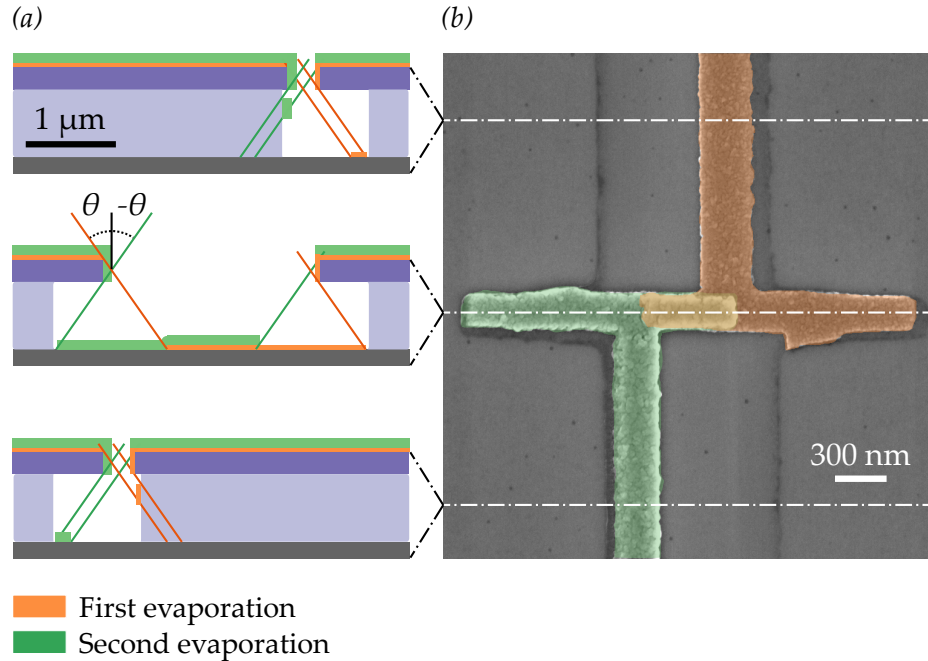 (a)
(b)
1 μm
θ -θ
300 nm
First evaporation
Second evaporation